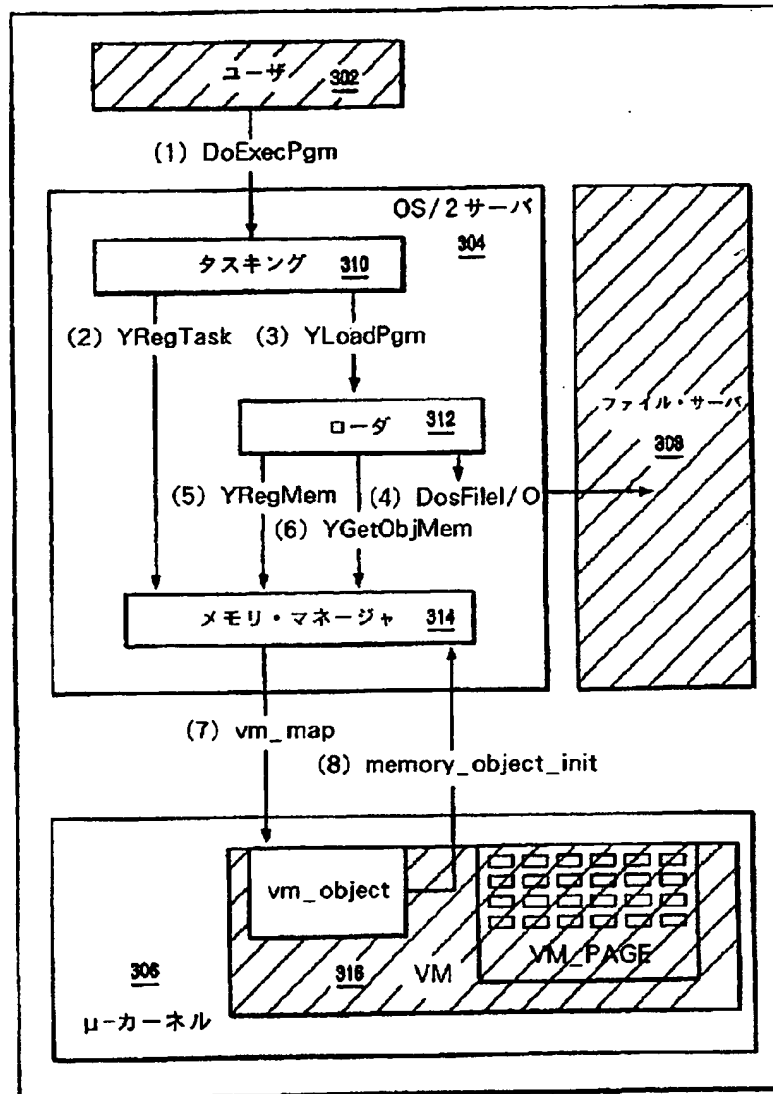 ユーザ 302
(1) DoExecPgm
OS/2 サーバ
304
タスキング 310
(2) YRegTask (3) YLoadPgm
ローダ 312
ファイル・サーバ
308
(5) YRegMem (4) DosFileI/O
(6) YGetObjMem
メモリ・マネージャ 314
(7) vm_map
(8) memory_object_init
vm_object
VM_PAGE
306
316 VM
μ-カーネル